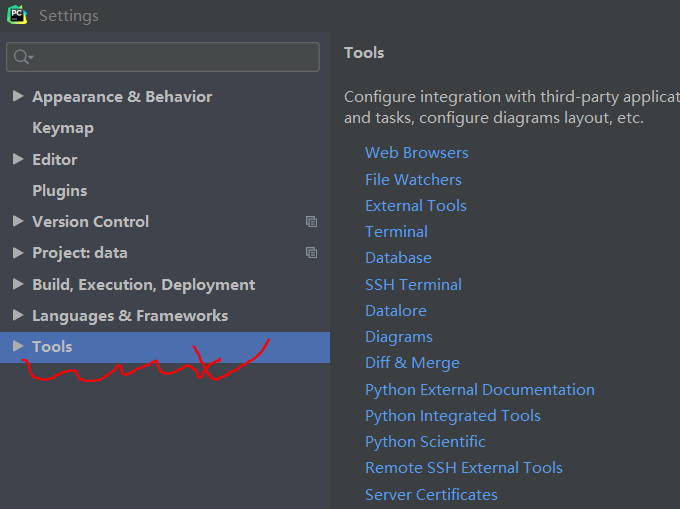 PC
Settings
Appearance & Behavior
Keymap
Editor
Plugins
Version Control
Project: data
Build, Execution, Deployment
Languages & Frameworks
Tools
Tools
Configure integration with third-party applicat
and tasks, configure diagrams layout, etc.
Web Browsers
File Watchers
External Tools
Terminal
Database
SSH Terminal
Datalore
Diagrams
Diff & Merge
Python External Documentation
Python Integrated Tools
Python Scientific
Remote SSH External Tools
Server Certificates